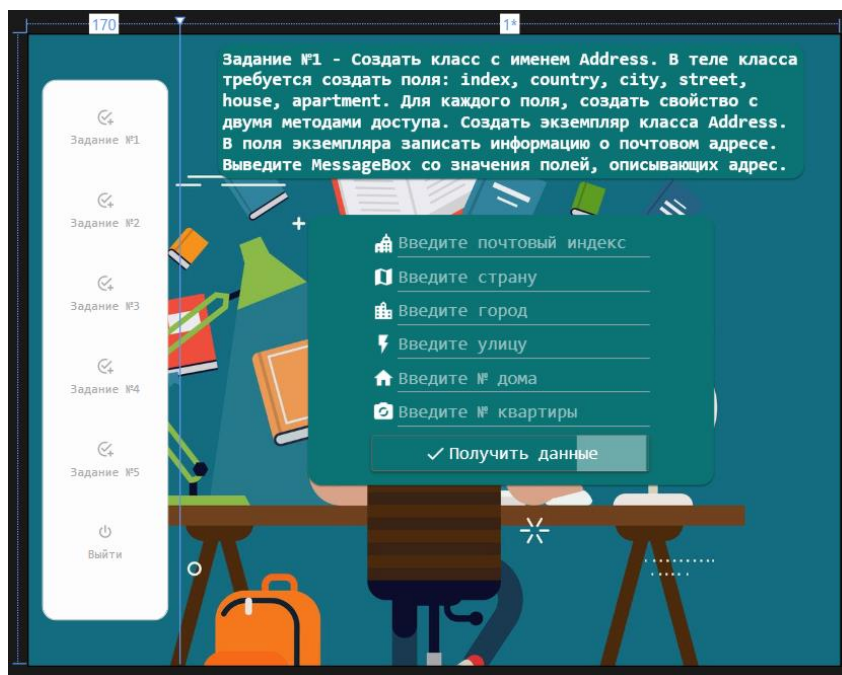 170
1*
Задание №1 - Создать класс с именем Address. В теле класса
требуется создать поля: index, country, city, street,
house, apartment. Для каждого поля, создать свойство с
двумя методами доступа. Создать экземпляр класса Address.
В поля экземпляра записать информацию о почтовом адресе.
Выведите MessageBox со значения полей, описывающих адрес.
Задание №1
Задание №2
Задание №3
Задание №4
Задание №5
Выйти
Введите почтовый индекс
Введите страну
Введите город
Введите улицу
Введите № дома
Введите № квартиры
Получить данные